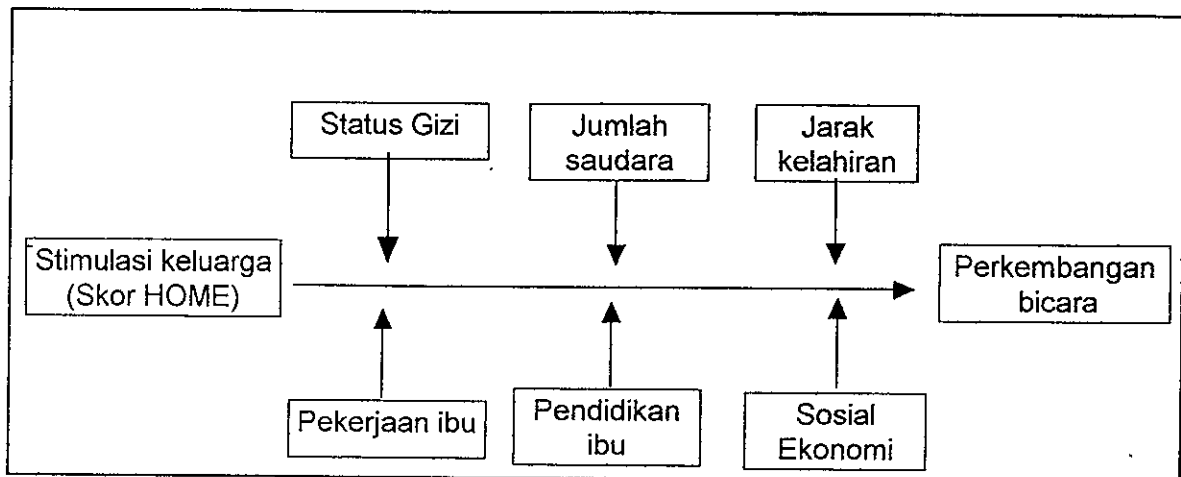 Status Gizi
Jumlah
saudara
Jarak
kelahiran
Stimulasi keluarga
(Skor HOME)
Perkembangan
bicara
Pekerjaan ibu
Pendidikan
ibu
Sosial
Ekonomi